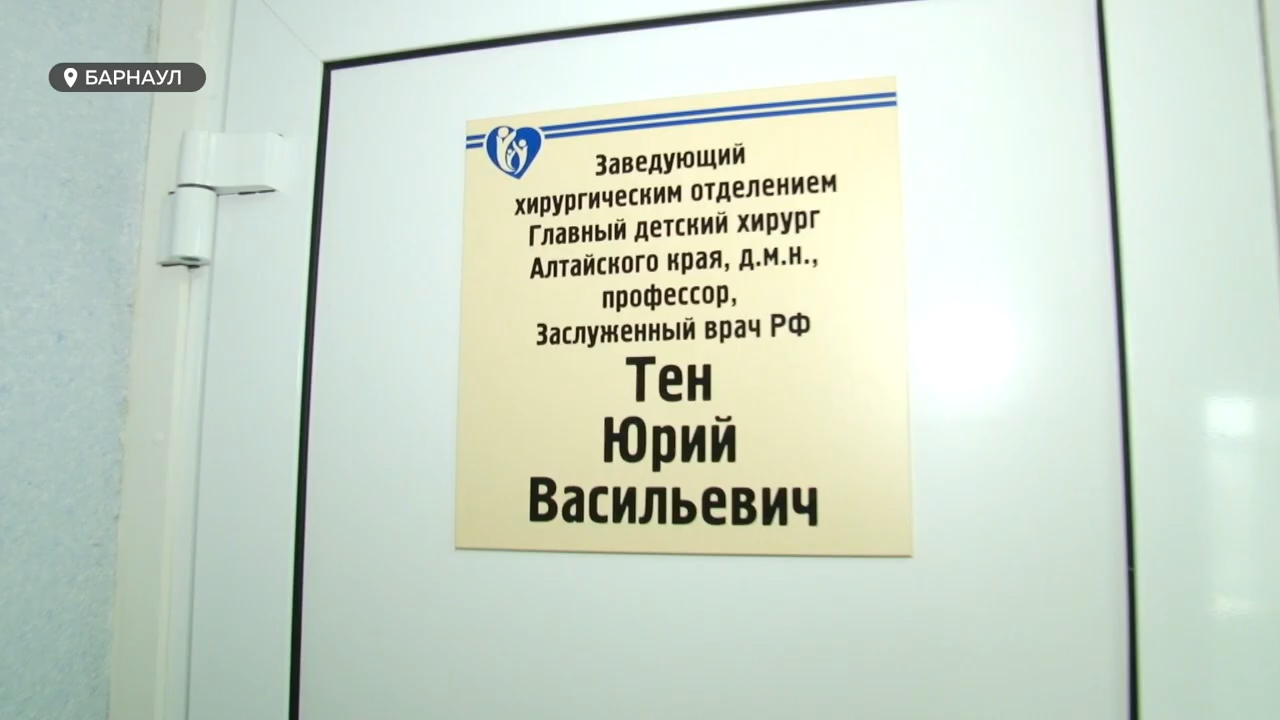 БАРНАУЛ
Заведующий
хирургическим отделением
Главный детский хирург
Алтайского края, д.м.н.,
профессор,
Заслуженный врач РФ
Тен
Юрий
Васильевич